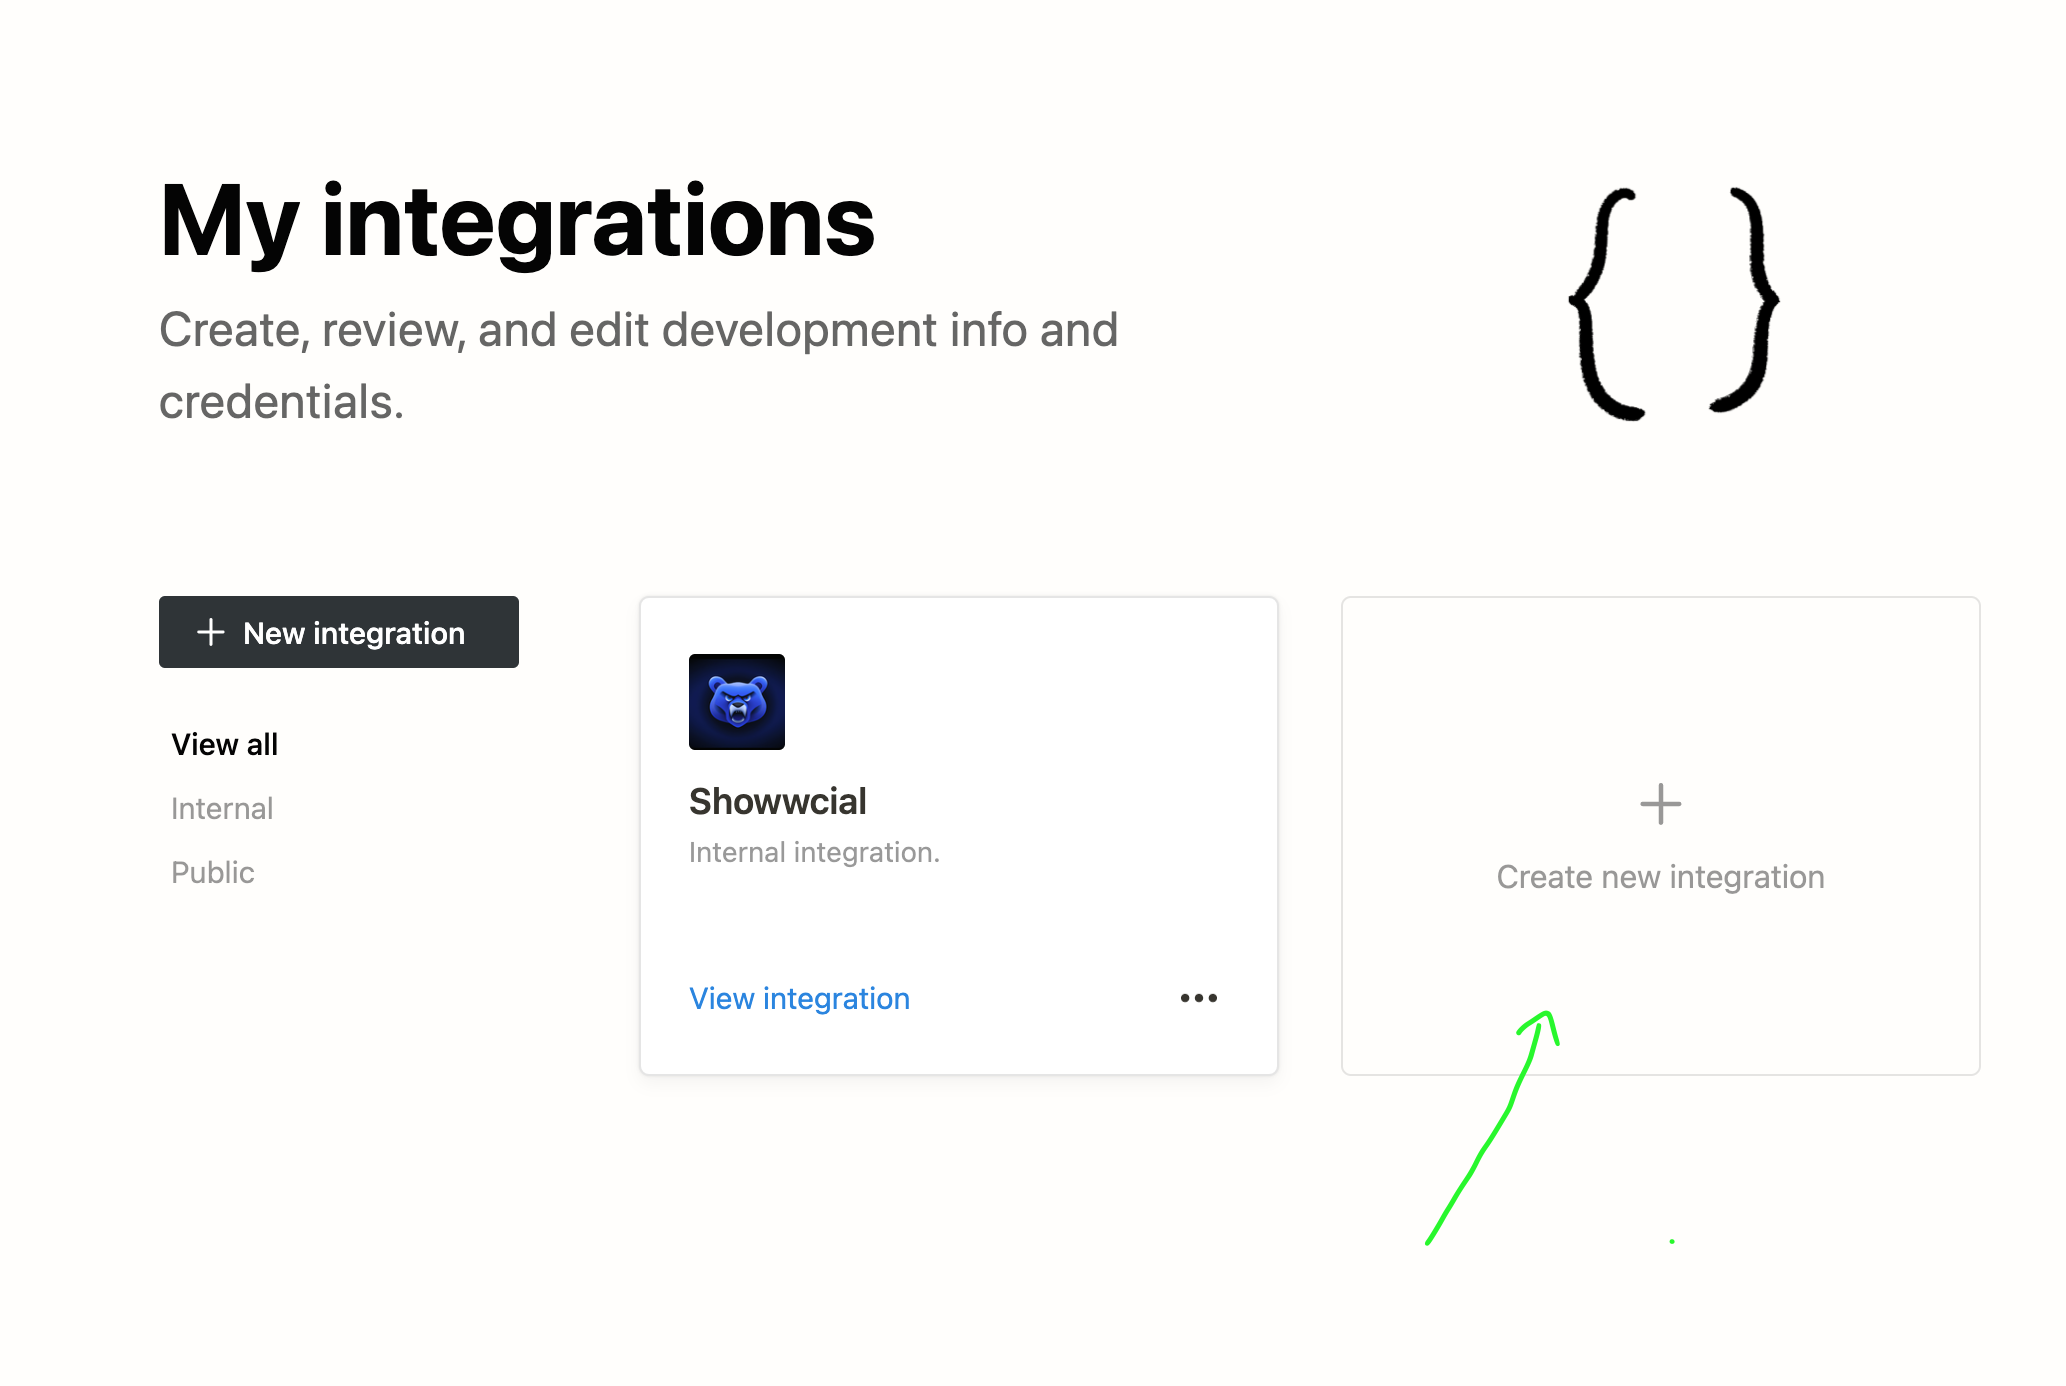 My integrations
Create, review, and edit development info and
credentials.
{ }
+ New integration
View all
Internal
Public
Showwcial
Internal integration.
View integration
•••
+
Create new integration